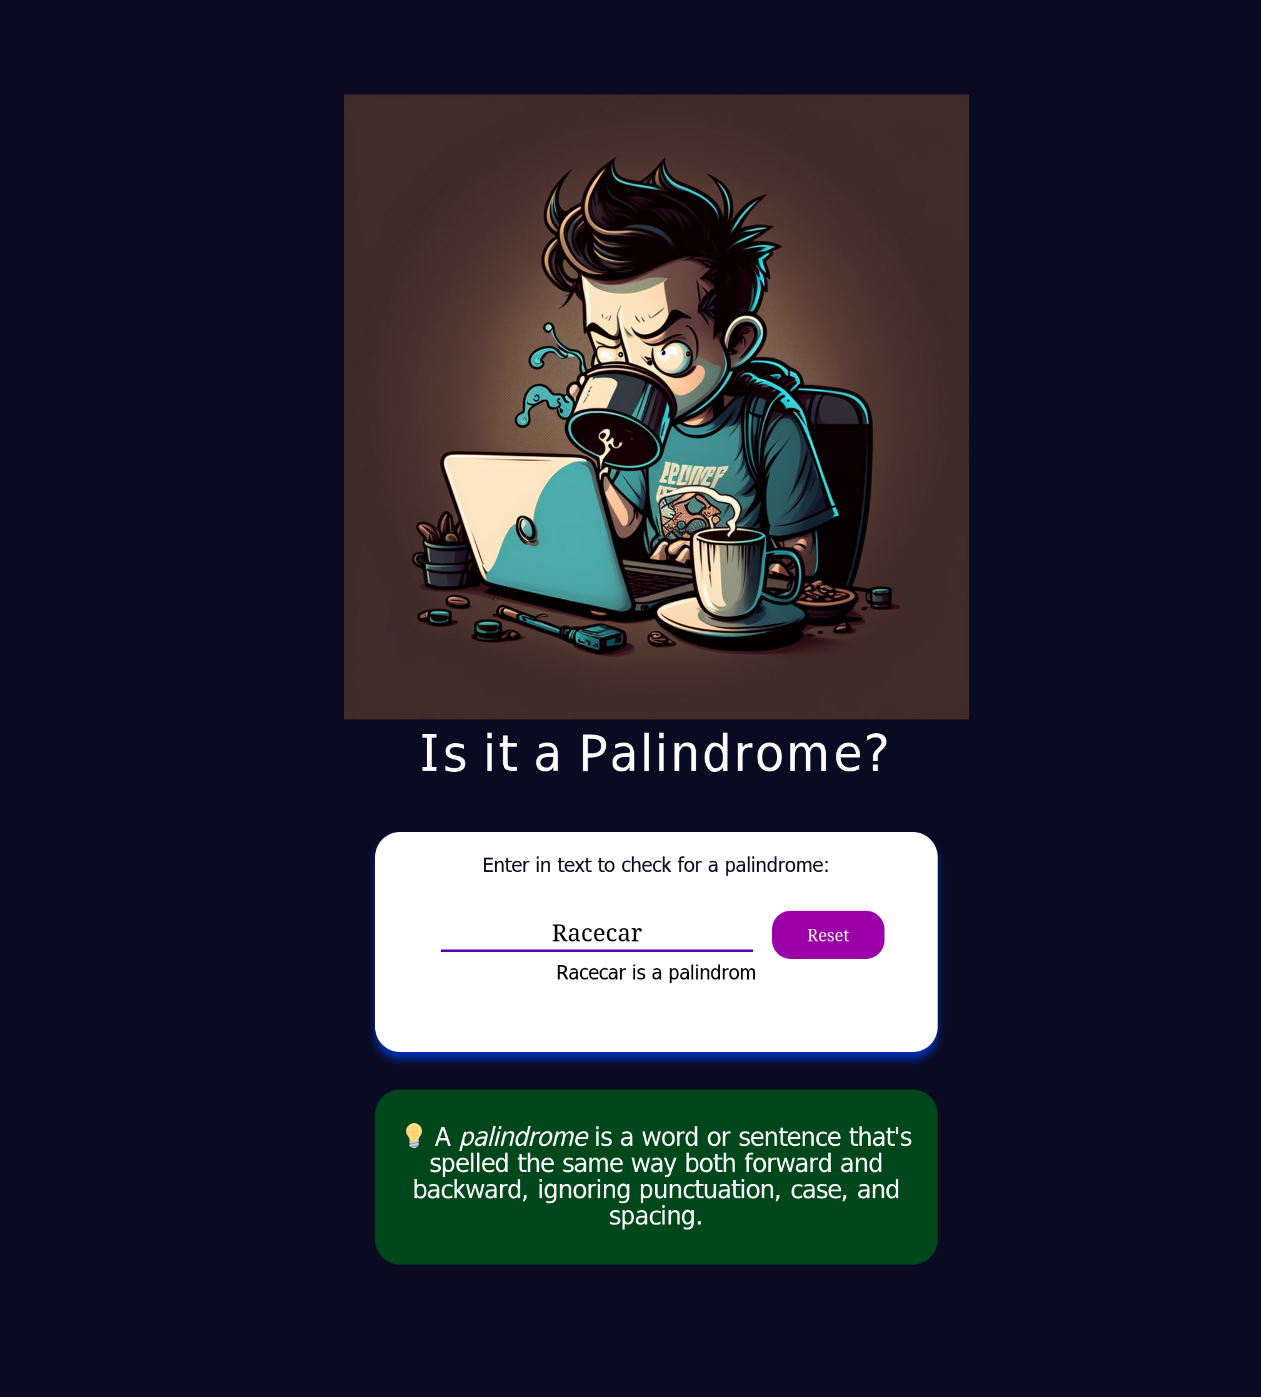 Is it a Palindrome?
Enter in text to check for a palindrome:
Racecar
Reset
Racecar is a palindrom
💡 A palindrome is a word or sentence that's
spelled the same way both forward and
backward, ignoring punctuation, case, and
spacing.